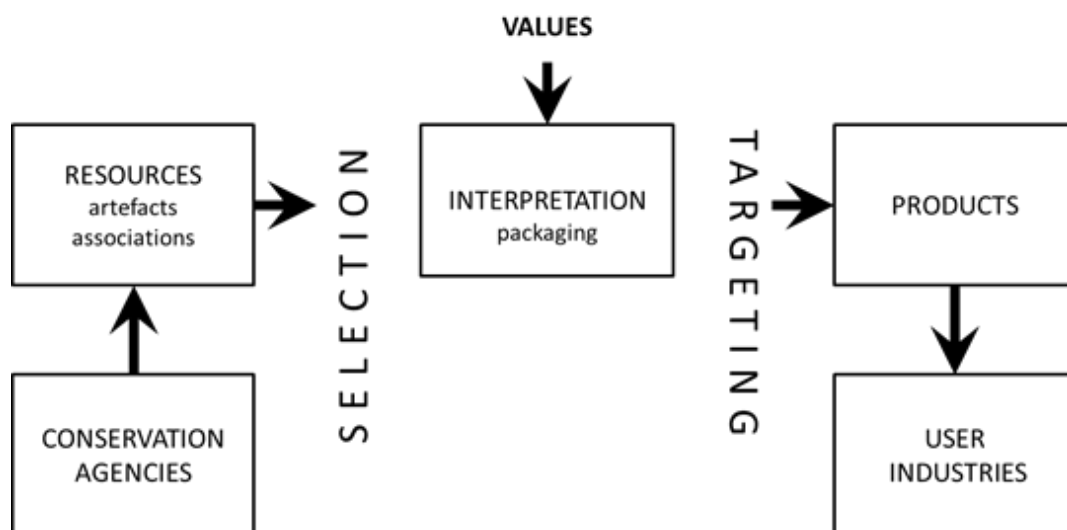 VALUES
RESOURCES
artefacts
associations
SELECTION
INTERPRETATION
packaging
TARGETING
PRODUCTS
CONSERVATION
AGENCIES
USER
INDUSTRIES